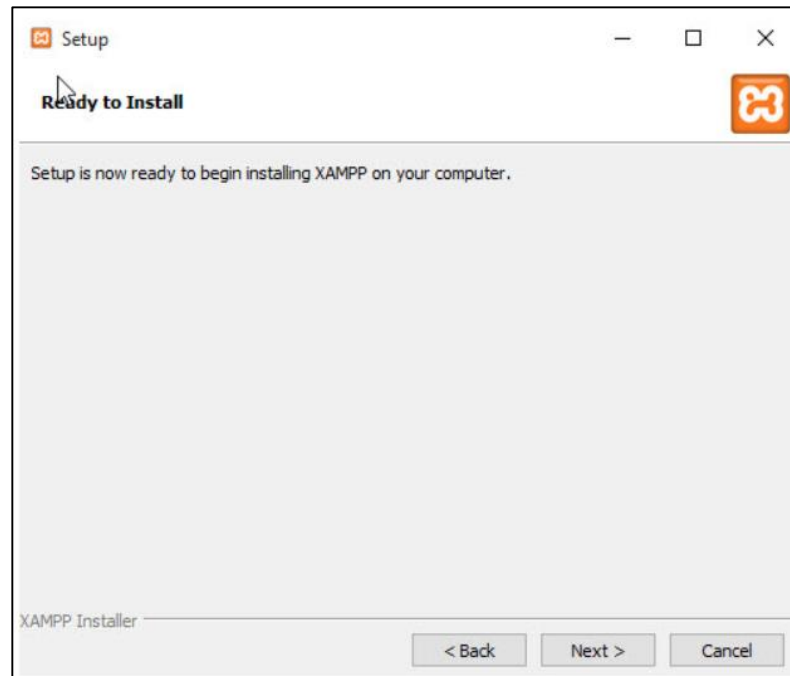 Setup
Ready to Install
Setup is now ready to begin installing XAMPP on your computer.
XAMPP Installer
< Back Next > Cancel